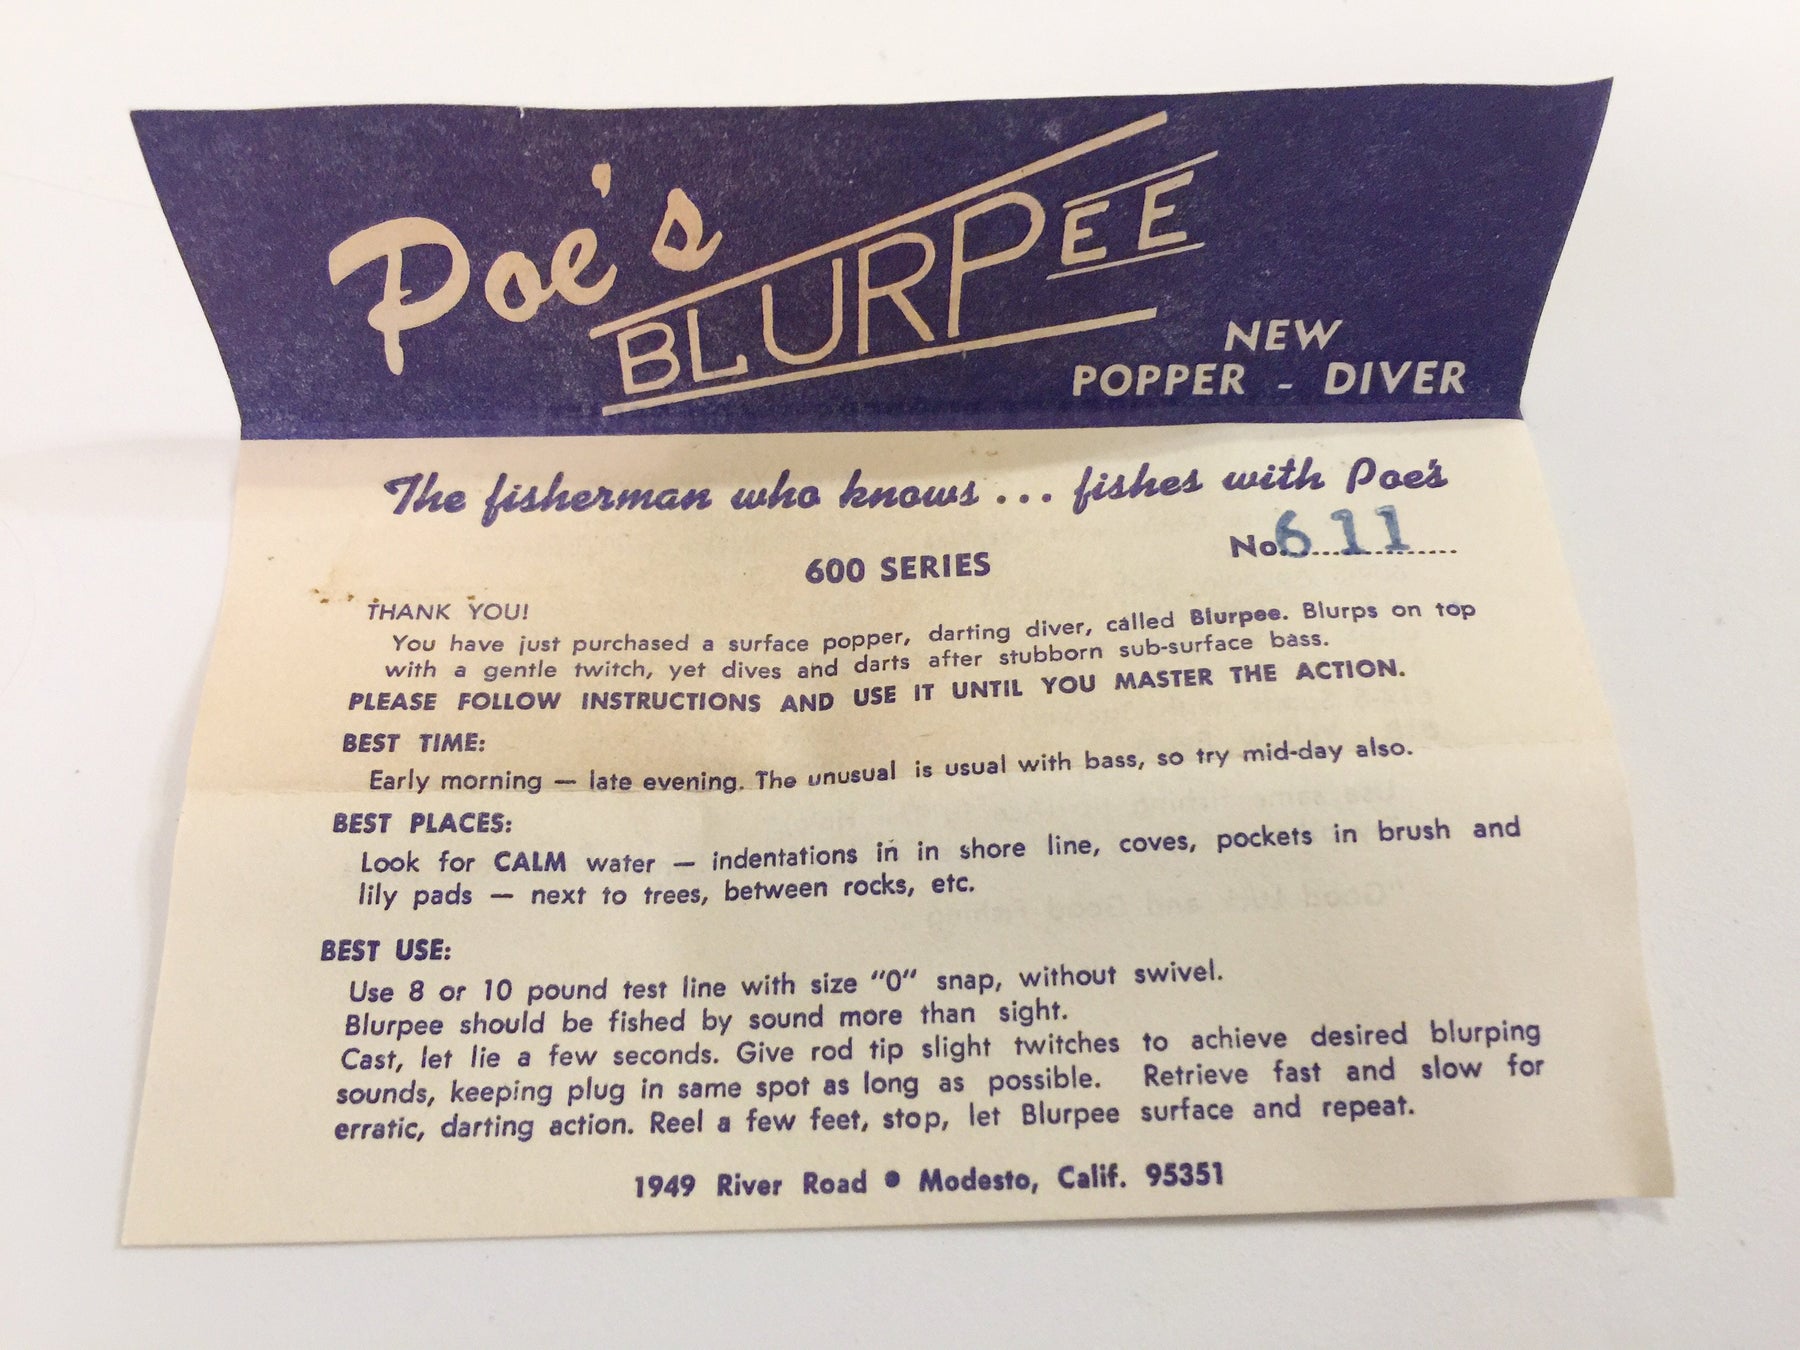 Poe's
BLURPEE
NEW
POPPER - DIVER
The fisherman who knows ... fishes with Poe's
No. 611
600 SERIES
THANK YOU!
You have just purchased a surface popper, darting diver, called Blurpee. Blurps on top
with a gentle twitch, yet dives and darts after stubborn sub-surface bass.
PLEASE FOLLOW INSTRUCTIONS AND USE IT UNTIL YOU MASTER THE ACTION.
BEST TIME:
Early morning — late evening. The unusual is usual with bass, so try mid-day also.
BEST PLACES:
Look for CALM water — indentations in in shore line, coves, pockets in brush and
lily pads — next to trees, between rocks, etc.
BEST USE:
Use 8 or 10 pound test line with size "0" snap, without swivel.
Blurpee should be fished by sound more than sight.
Cast, let lie a few seconds. Give rod tip slight twitches to achieve desired blurping
sounds, keeping plug in same spot as long as possible. Retrieve fast and slow for
erratic, darting action. Reel a few feet, stop, let Blurpee surface and repeat.
1949 River Road • Modesto, Calif. 95351